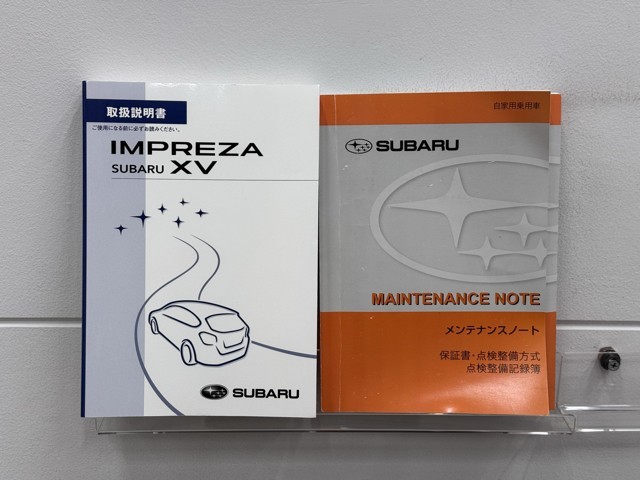 取扱説明書
ご使用になる前に必ずお読みください。
IMPREZA
SUBARU XV
SUBARU
自家用乗用車
SUBARU
MAINTENANCE NOTE
メンテナンスノート
保証書・点検整備方式
点検整備記録簿